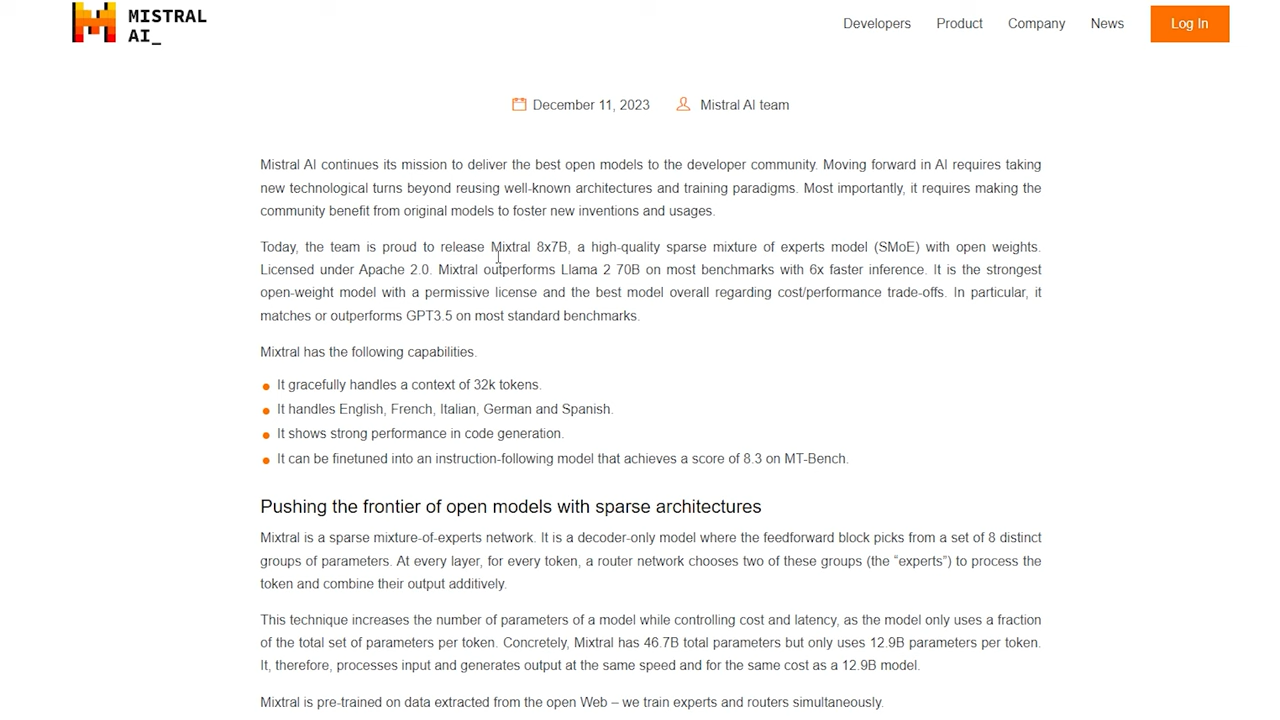 MISTRAL
AI_
Developers Product Company News Log In
December 11, 2023 Mistral AI team
Mistral AI continues its mission to deliver the best open models to the developer community. Moving forward in AI requires taking
new technological turns beyond reusing well-known architectures and training paradigms. Most importantly, it requires making the
community benefit from original models to foster new inventions and usages.
Today, the team is proud to release Mixtral 8x7B, a high-quality sparse mixture of experts model (SMoE) with open weights.
Licensed under Apache 2.0. Mixtral outperforms Llama 2 70B on most benchmarks with 6x faster inference. It is the strongest
open-weight model with a permissive license and the best model overall regarding cost/performance trade-offs. In particular, it
matches or outperforms GPT3.5 on most standard benchmarks.
Mixtral has the following capabilities.
It gracefully handles a context of 32k tokens.
It handles English, French, Italian, German and Spanish.
It shows strong performance in code generation.
It can be finetuned into an instruction-following model that achieves a score of 8.3 on MT-Bench.
Pushing the frontier of open models with sparse architectures
Mixtral is a sparse mixture-of-experts network. It is a decoder-only model where the feedforward block picks from a set of 8 distinct
groups of parameters. At every layer, for every token, a router network chooses two of these groups (the “experts”) to process the
token and combine their output additively.
This technique increases the number of parameters of a model while controlling cost and latency, as the model only uses a fraction
of the total set of parameters per token. Concretely, Mixtral has 46.7B total parameters but only uses 12.9B parameters per token.
It, therefore, processes input and generates output at the same speed and for the same cost as a 12.9B model.
Mixtral is pre-trained on data extracted from the open Web – we train experts and routers simultaneously.